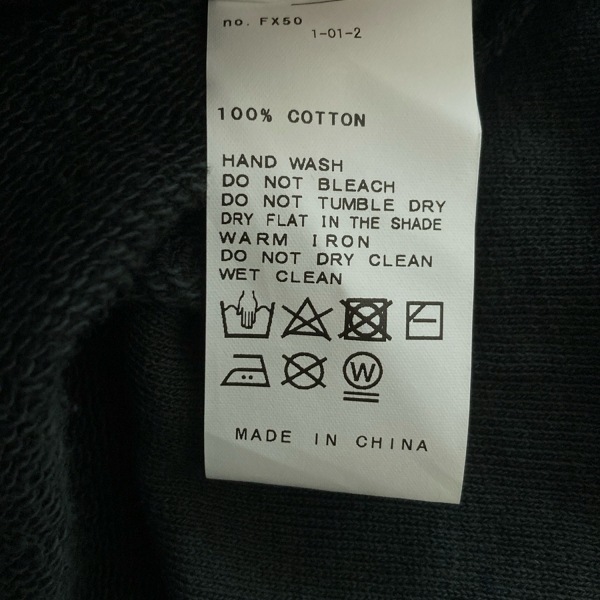 no. FX50
1-01-2
100% COTTON
HAND WASH
DO NOT BLEACH
DO NOT TUMBLE DRY
DRY FLAT IN THE SHADE
WARM IRON
DO NOT DRY CLEAN
WET CLEAN
W
MADE IN CHINA